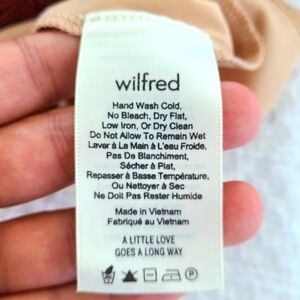 wilfred
Hand Wash Cold,
No Bleach, Dry Flat,
Low Iron, Or Dry Clean
Do Not Allow To Remain Wet
Laver à La Main à L'eau Froide,
Pas De Blanchiment,
Sécher à Plat,
Repasser à Basse Température,
Ou Nettoyer à Sec
Ne Doit Pas Rester Humide
Made in Vietnam
Fabriqué au Vietnam
A LITTLE LOVE
GOES A LONG WAY
P